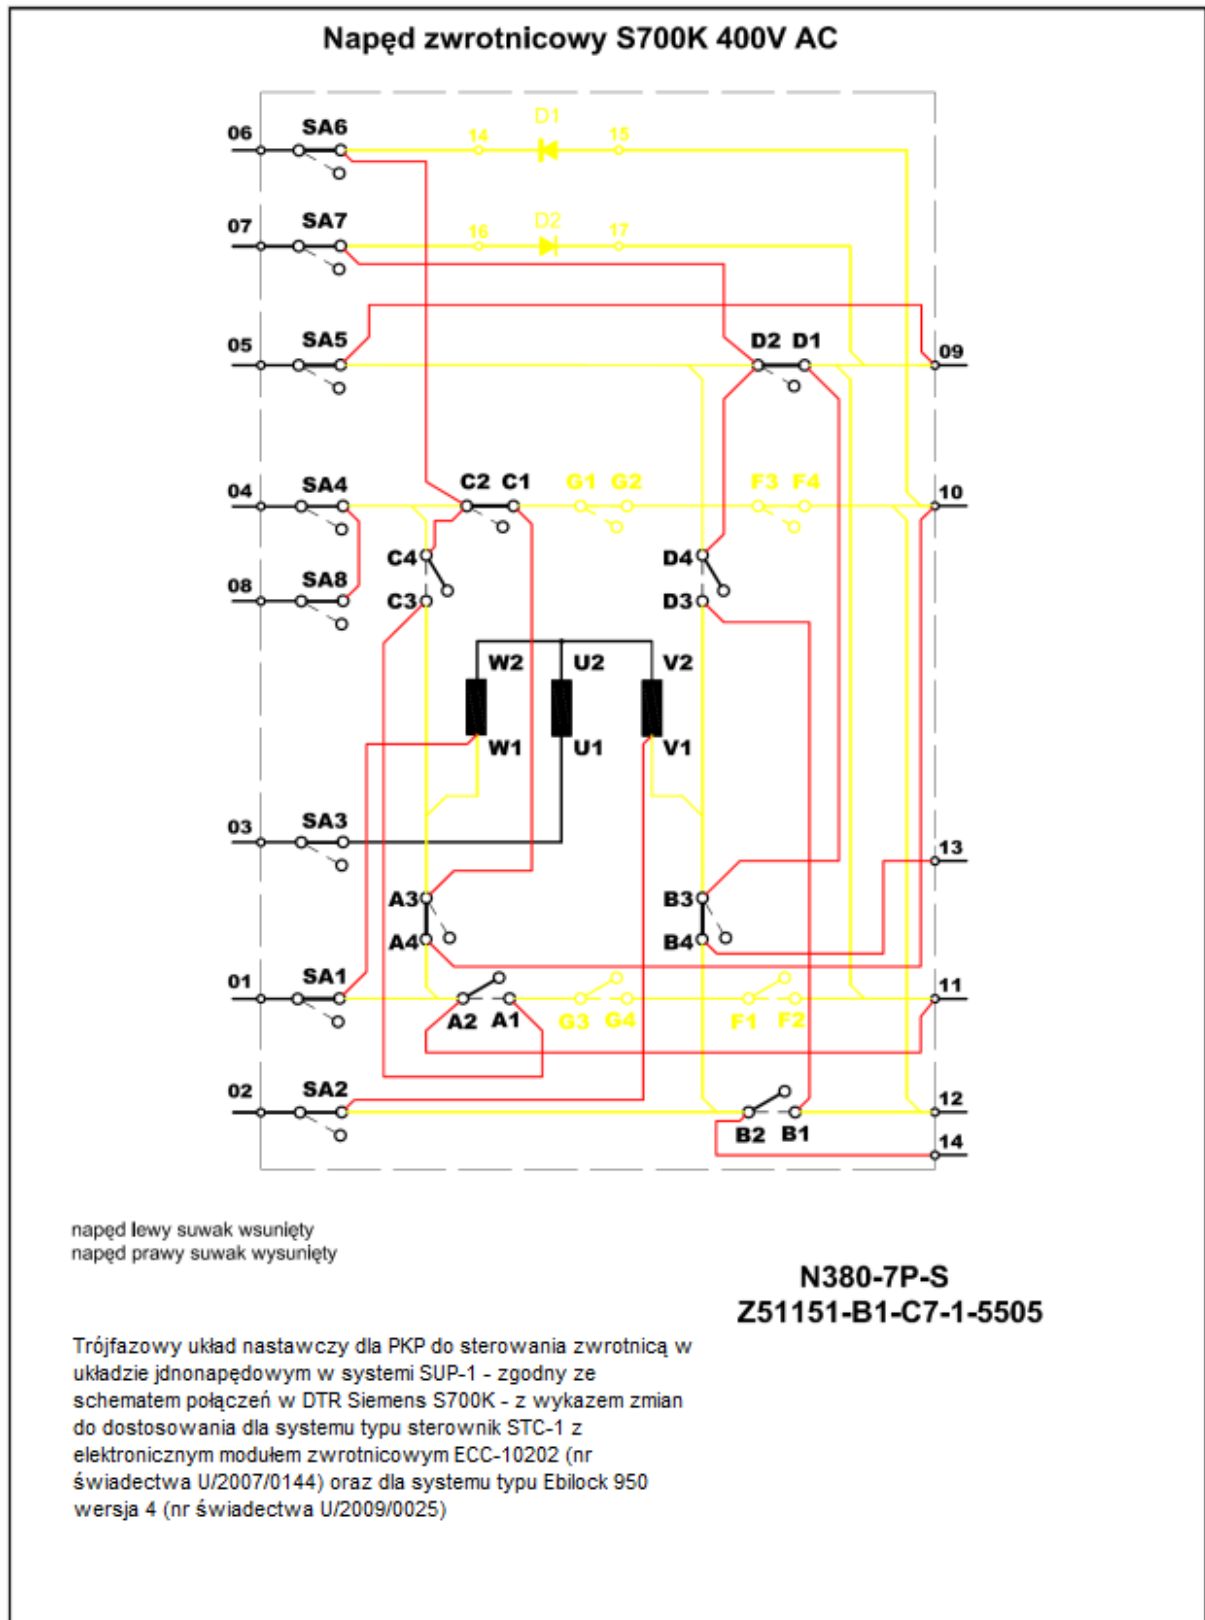 Napęd zwrotnicowy S700K 400V AC
D1
06 SA6 14 15
D2
07 SA7 16 17
05 SA5 D2 D1 09
04 SA4 C2 C1 G1 G2 F3 F4 10
C4 D4
08 SA8 C3 D3
W2 U2 V2
W1 U1 V1
03 SA3 13
A3 B3
A4 B4
01 SA1 11
A2 A1 G3 G4 F1 F2
02 SA2 12
B2 B1
14
napęd lewy suwak wsunięty
napęd prawy suwak wysunięty
N380-7P-S
Z51151-B1-C7-1-5505
Trójfazowy układ nastawczy dla PKP do sterowania zwrotnicą w
układzie jdnonapędowym w systemi SUP-1 - zgodny ze
schematem połączeń w DTR Siemens S700K - z wykazem zmian
do dostosowania dla systemu typu sterownik STC-1 z
elektronicznym modułem zwrotnicowym ECC-10202 (nr
świadectwa U/2007/0144) oraz dla systemu typu Ebilock 950
wersja 4 (nr świadectwa U/2009/0025)